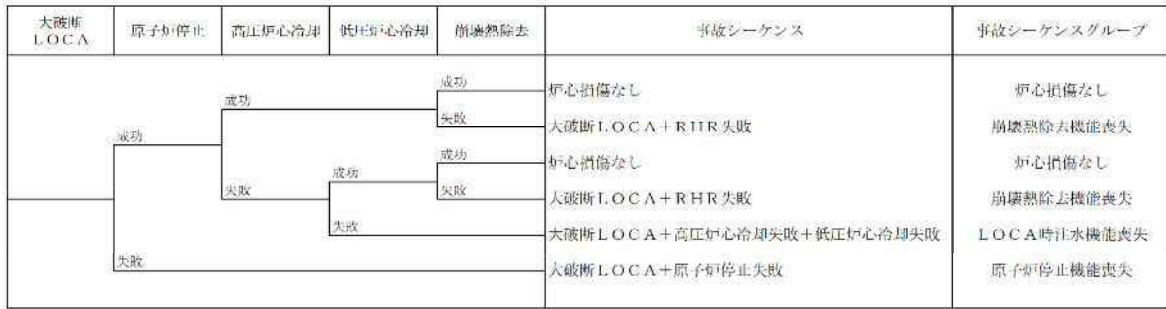 大破断
LOCA
原子炉停止
高圧炉心冷却
低圧炉心冷却
崩壊熱除去
事故シーケンス
事故シーケンスグループ
成功
炉心損傷なし
炉心損傷なし
成功
失敗
大破断LOCA+RHR失敗
崩壊熱除去機能喪失
成功
成功
炉心損傷なし
炉心損傷なし
成功
失敗
失敗
大破断LOCA+RHR失敗
崩壊熱除去機能喪失
失敗
大破断LOCA+高圧炉心冷却失敗+低圧炉心冷却失敗
LOCA時注水機能喪失
失敗
大破断LOCA+原子炉停止失敗
原子炉停止機能喪失